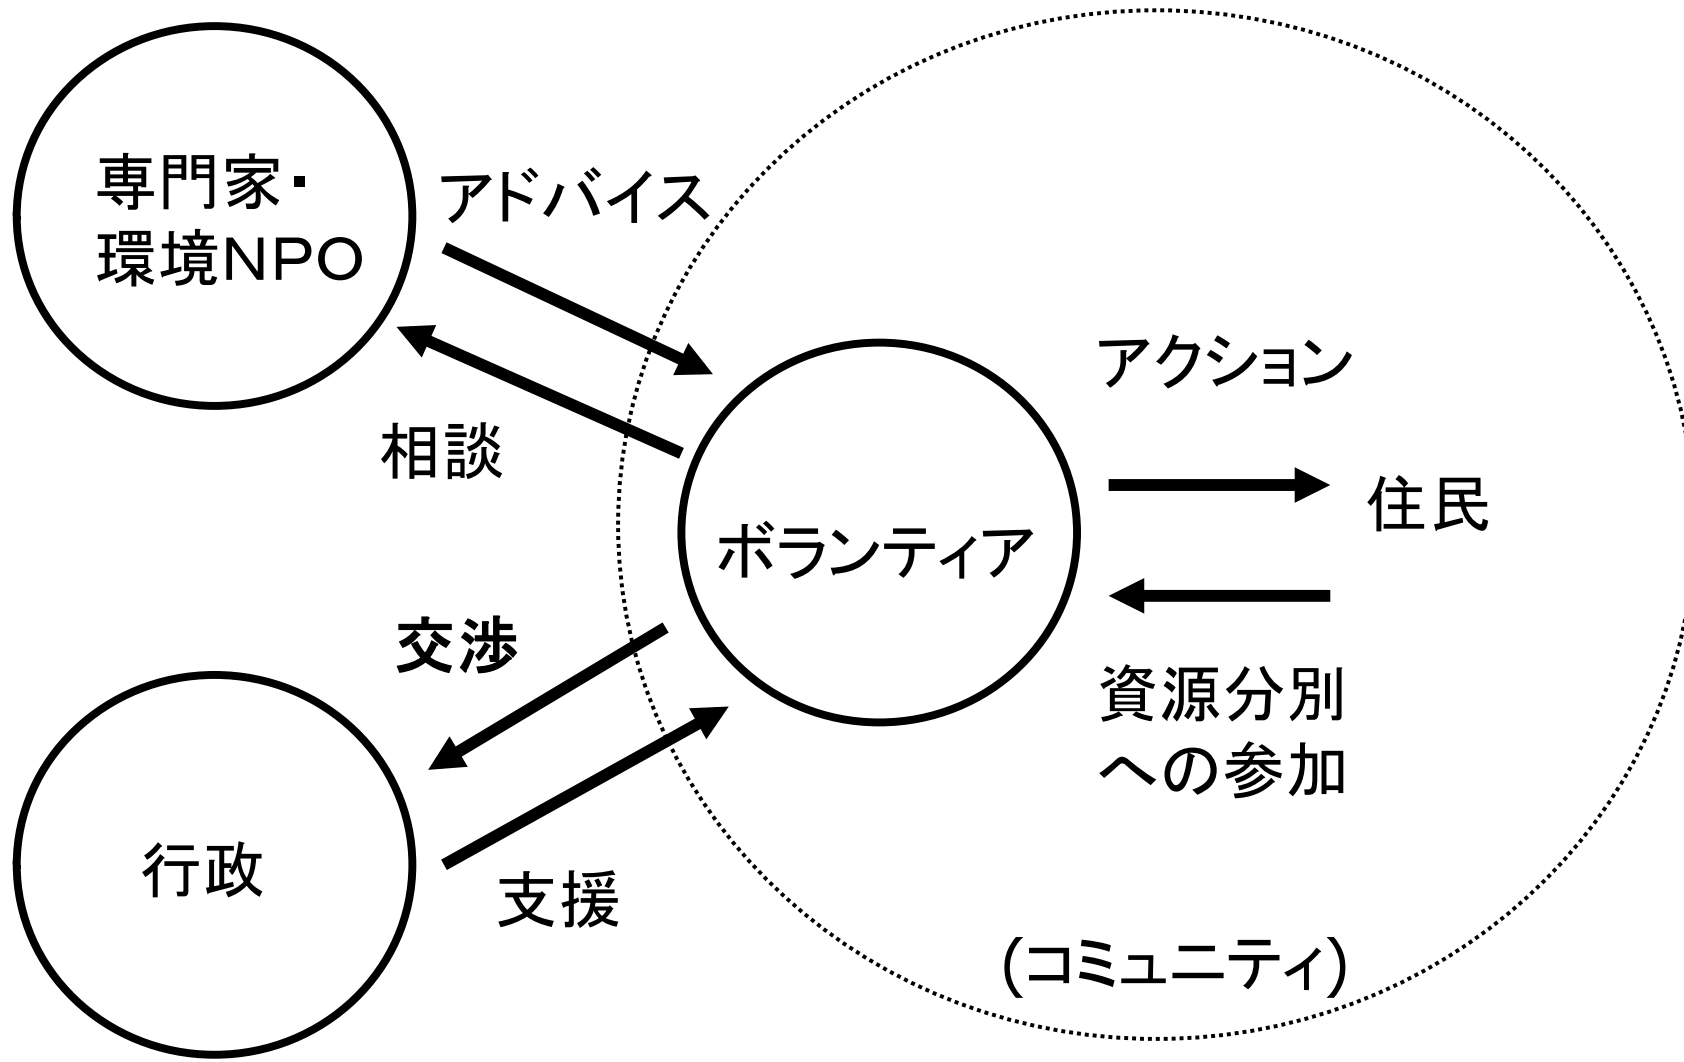 専門家・
環境NPO
アドバイス
相談
ボランティア
アクション
住民
資源分別
への参加
交渉
行政
支援
(コミュニティ)